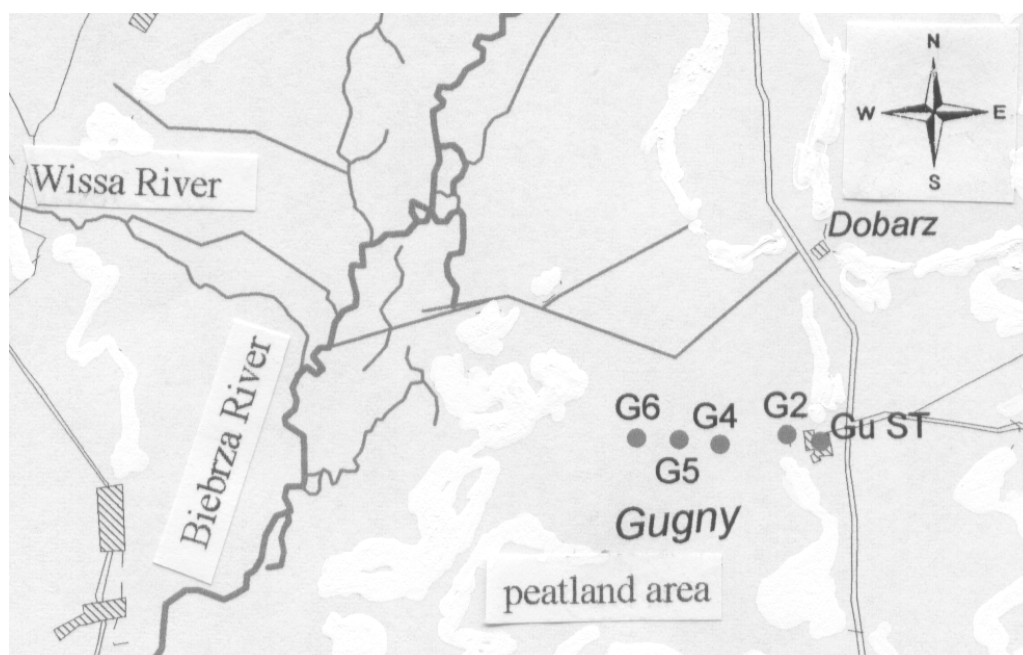 N
W E
S
Wissa River
Dobarz
Biebrza River
G6 G4 G2 Gu ST
G5
Gugny
peatland area